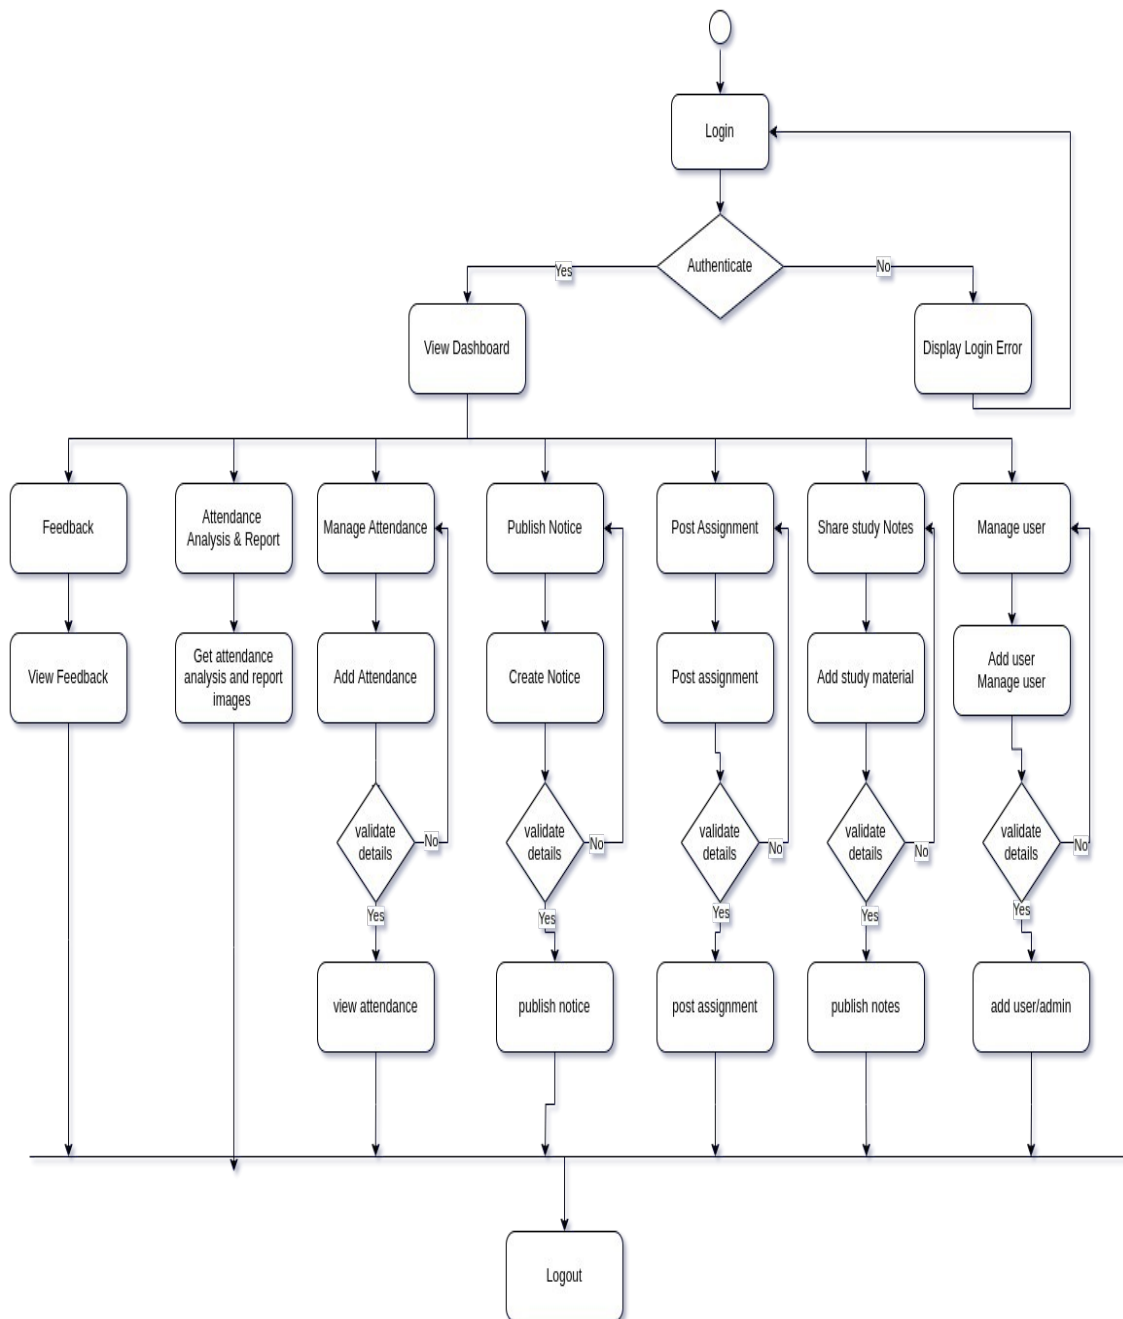 Login
Authenticate
Yes
No
View Dashboard
Display Login Error
Feedback
Attendance
Analysis & Report
Manage Attendance
Publish Notice
Post Assignment
Share study Notes
Manage user
View Feedback
Get attendance
analysis and report
images
Add Attendance
Create Notice
Post assignment
Add study material
Add user
Manage user
validate
details
No
validate
details
No
validate
details
No
validate
details
No
validate
details
No
Yes
Yes
Yes
Yes
Yes
view attendance
publish notice
post assignment
publish notes
add user/admin
Logout